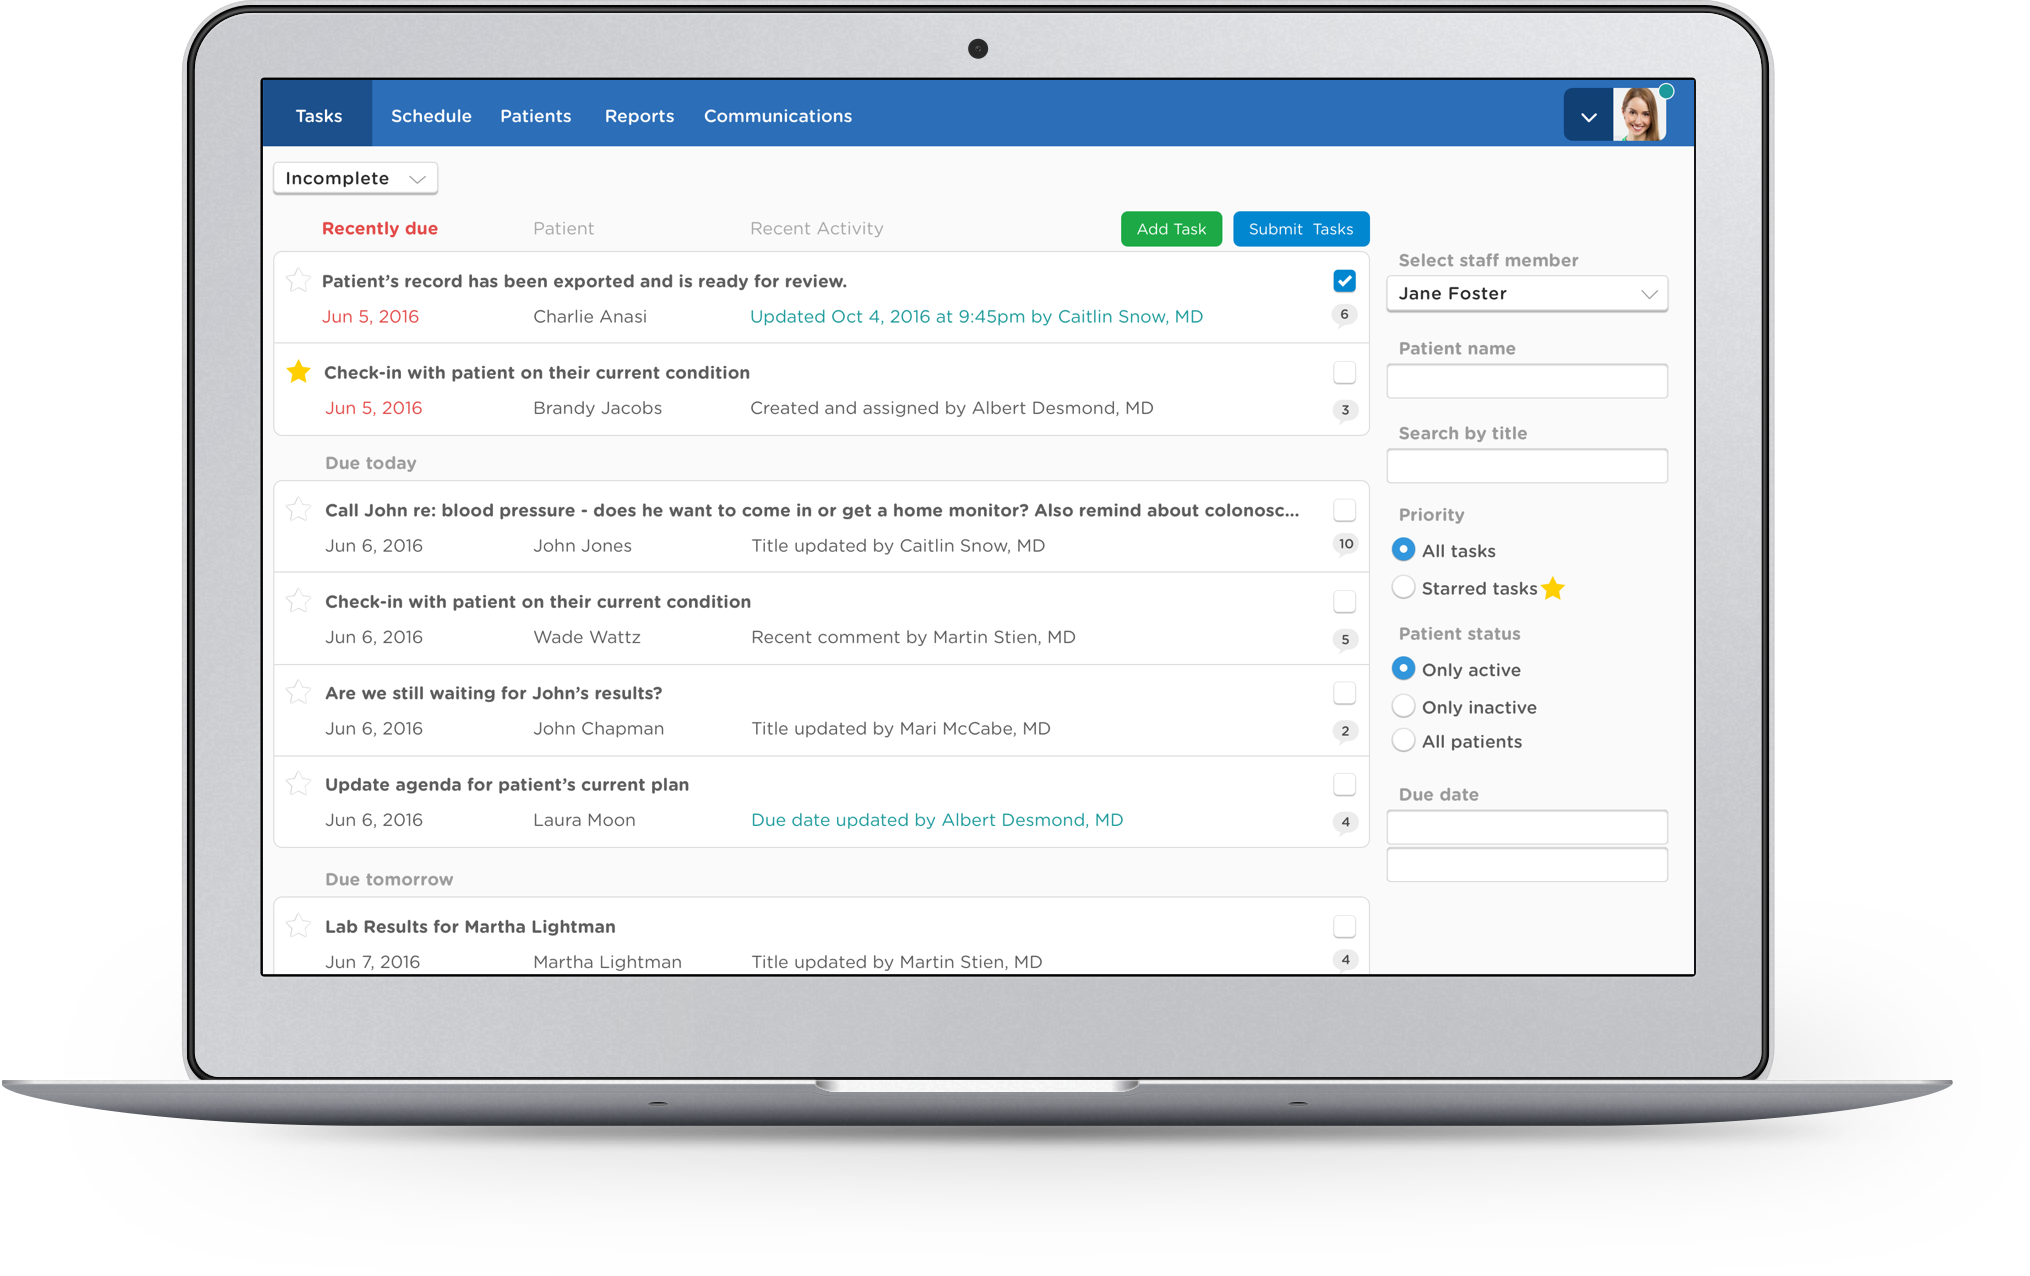 Tasks Schedule Patients Reports Communications
Incomplete
Recently due Patient Recent Activity Add Task Submit Tasks
Patient’s record has been exported and is ready for review.
Jun 5, 2016 Charlie Anasi Updated Oct 4, 2016 at 9:45pm by Caitlin Snow, MD 6
Check-in with patient on their current condition
Jun 5, 2016 Brandy Jacobs Created and assigned by Albert Desmond, MD 3
Due today
Call John re: blood pressure - does he want to come in or get a home monitor? Also remind about colonosc...
Jun 6, 2016 John Jones Title updated by Caitlin Snow, MD 10
Check-in with patient on their current condition
Jun 6, 2016 Wade Wattz Recent comment by Martin Stien, MD 5
Are we still waiting for John’s results?
Jun 6, 2016 John Chapman Title updated by Mari McCabe, MD 2
Update agenda for patient’s current plan
Jun 6, 2016 Laura Moon Due date updated by Albert Desmond, MD 4
Due tomorrow
Lab Results for Martha Lightman
Jun 7, 2016 Martha Lightman Title updated by Martin Stien, MD 4
Select staff member
Jane Foster
Patient name
Search by title
Priority
All tasks
Starred tasks
Patient status
Only active
Only inactive
All patients
Due date